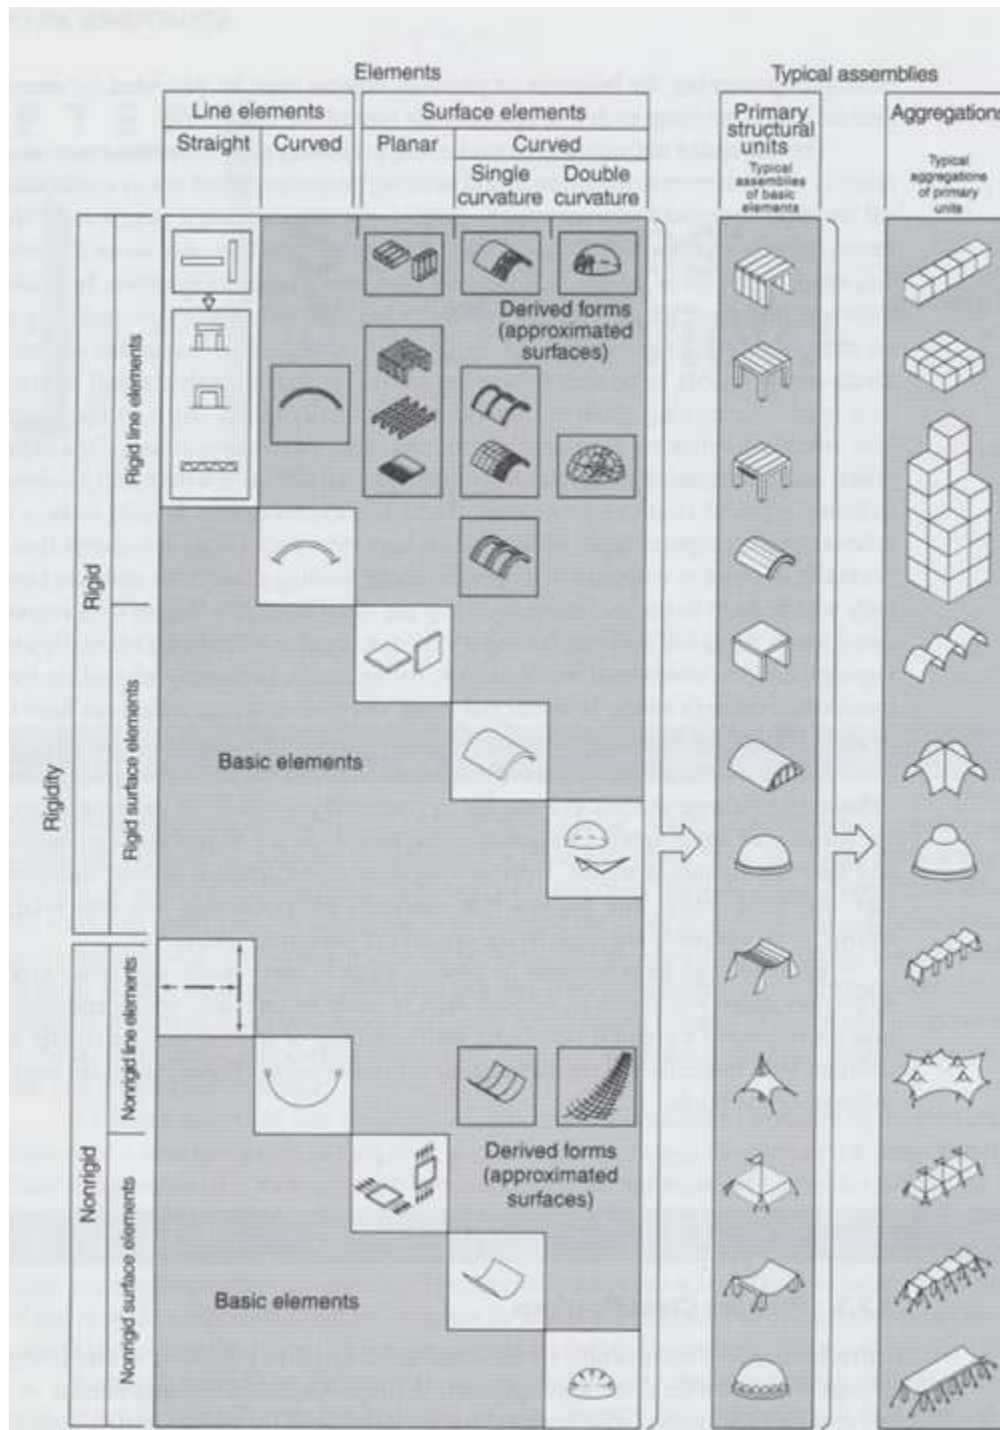 Elements
Typical assemblies
Line elements
Surface elements
Primary
structural
units
Aggregations
Straight
Curved
Planar
Curved
Typical
assemblies
of basic
elements
Typical
aggregations
of primary
units
Single
curvature
Double
curvature
Derived forms
(approximated
surfaces)
Rigid line elements
Rigid
Basic elements
Rigidity
Rigid surface elements
Nonrigid line elements
Derived forms
(approximated
surfaces)
Nonrigid
Basic elements
Nonrigid surface elements